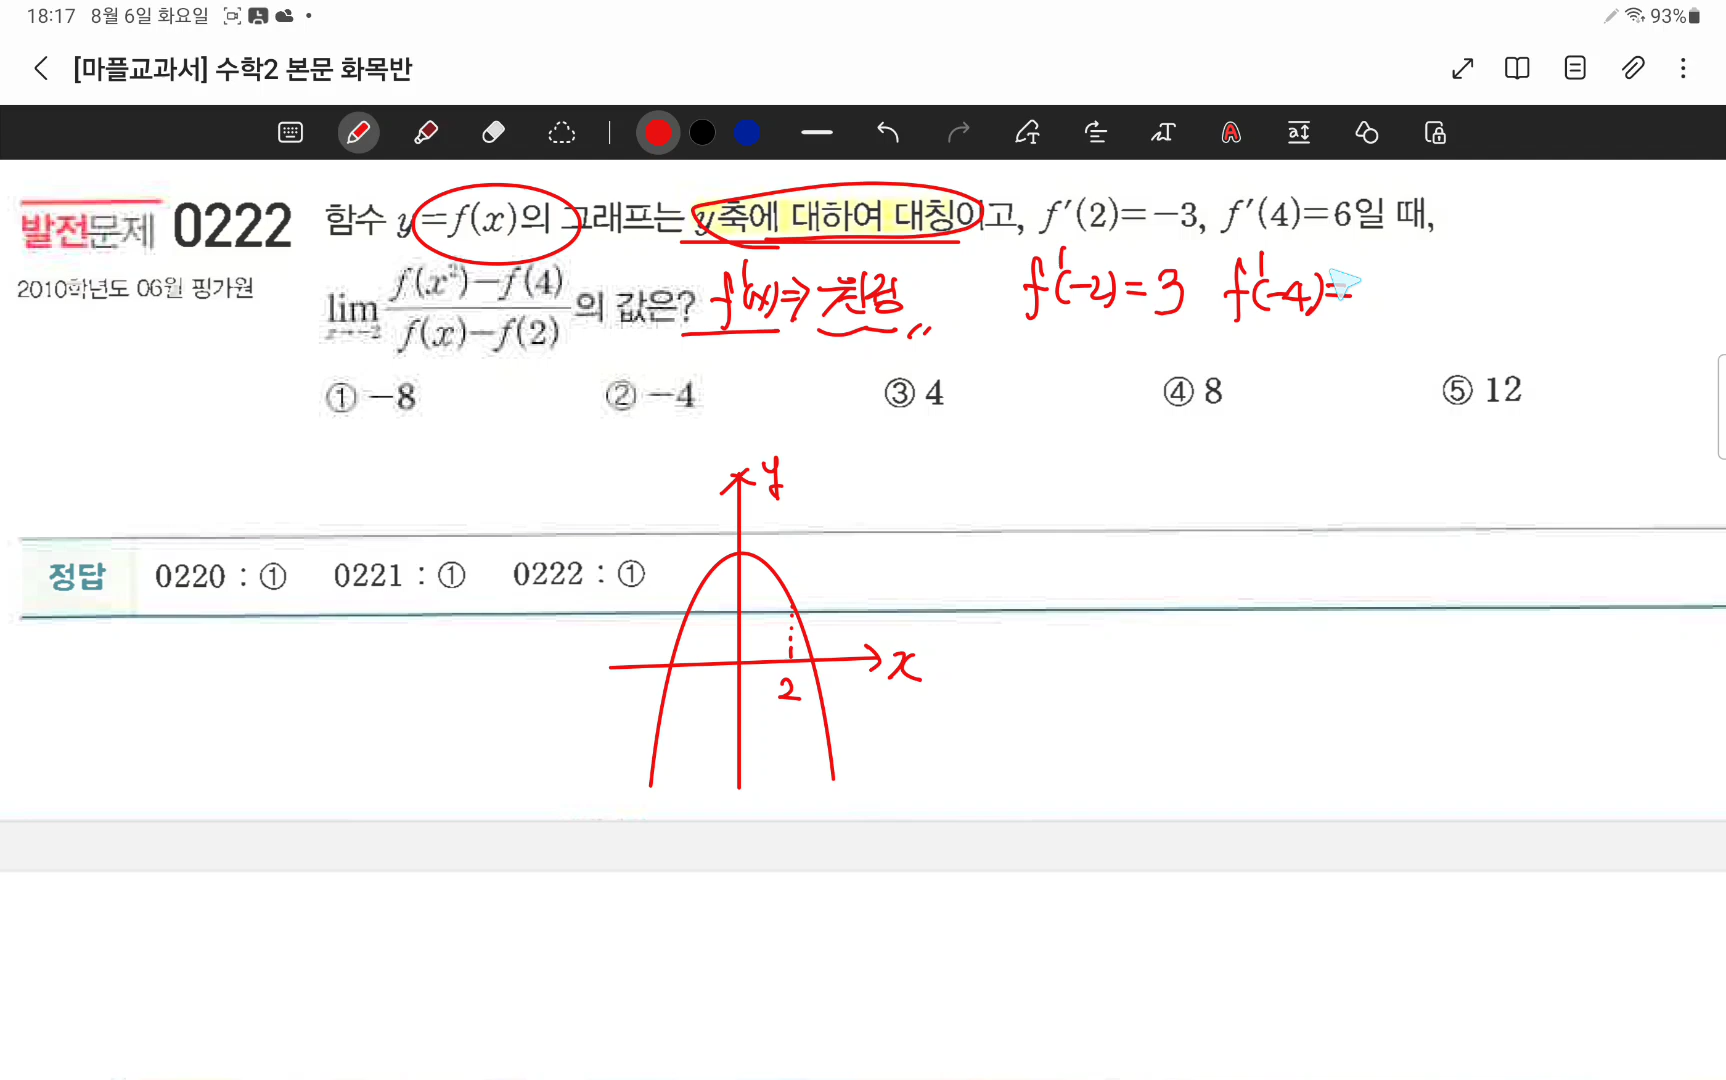 18:17 8월 6일 화요일 93%
[마플교과서] 수학2 본문 화목반
발전문제 0222 함수 y=f(x)의 그래프는 y축에 대하여 대칭이고, f′(2)=−3, f′(4)=6일 때,
2010학년도 06월 평가원
lim x→−2 f(x²)−f(4) / f(x)−f(2) 의 값은?
f′(x)⇒원점〃 f′(−2)=3 f′(−4)=
① −8 ② −4 ③ 4 ④ 8 ⑤ 12
y
정답 0220 : ① 0221 : ① 0222 : ①
x
2